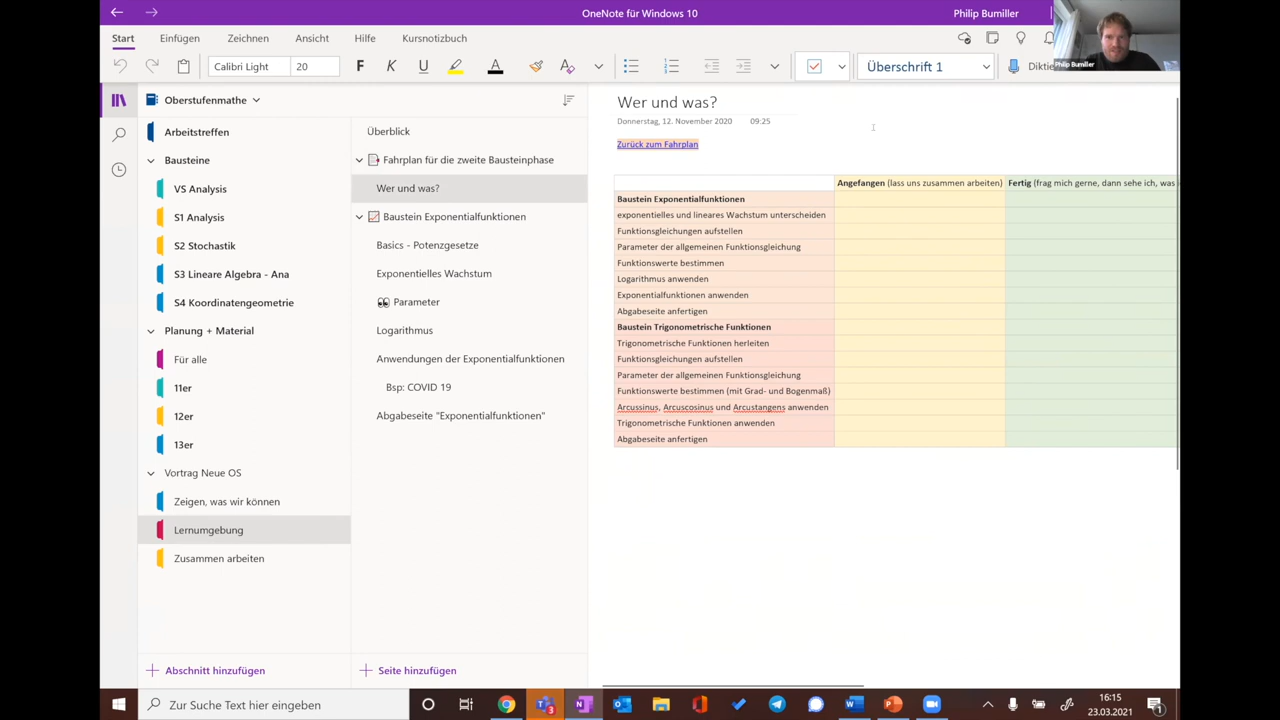 OneNote für Windows 10
Philip Bumiller
Start
Einfügen
Zeichnen
Ansicht
Hilfe
Kursnotizbuch
Calibri Light
20
F
K
U
A
Überschrift 1
Philip Bumiller
Oberstufenmathe
Arbeitstreffen
Bausteine
VS Analysis
S1 Analysis
S2 Stochastik
S3 Lineare Algebra - Ana
S4 Koordinatengeometrie
Planung + Material
Für alle
11er
12er
13er
Vortrag Neue OS
Zeigen, was wir können
Lernumgebung
Zusammen arbeiten
Abschnitt hinzufügen
Überblick
Fahrplan für die zweite Bausteinphase
Wer und was?
Baustein Exponentialfunktionen
Basics - Potenzgesetze
Exponentielles Wachstum
Parameter
Logarithmus
Anwendungen der Exponentialfunktionen
Bsp: COVID 19
Abgabeseite "Exponentialfunktionen"
Seite hinzufügen
Wer und was?
Donnerstag, 12. November 2020 09:25
Zurück zum Fahrplan
Angefangen (lass uns zusammen arbeiten) Fertig (frag mich gerne, dann sehe ich, was
Baustein Exponentialfunktionen
exponentielles und lineares Wachstum unterscheiden
Funktionsgleichungen aufstellen
Parameter der allgemeinen Funktionsgleichung
Funktionswerte bestimmen
Logarithmus anwenden
Exponentialfunktionen anwenden
Abgabeseite anfertigen
Baustein Trigonometrische Funktionen
Trigonometrische Funktionen herleiten
Funktionsgleichungen aufstellen
Parameter der allgemeinen Funktionsgleichung
Funktionswerte bestimmen (mit Grad- und Bogenmaß)
Arcussinus, Arcuscosinus und Arcustangens anwenden
Trigonometrische Funktionen anwenden
Abgabeseite anfertigen
Zur Suche Text hier eingeben
3
16:15
23.03.2021
1